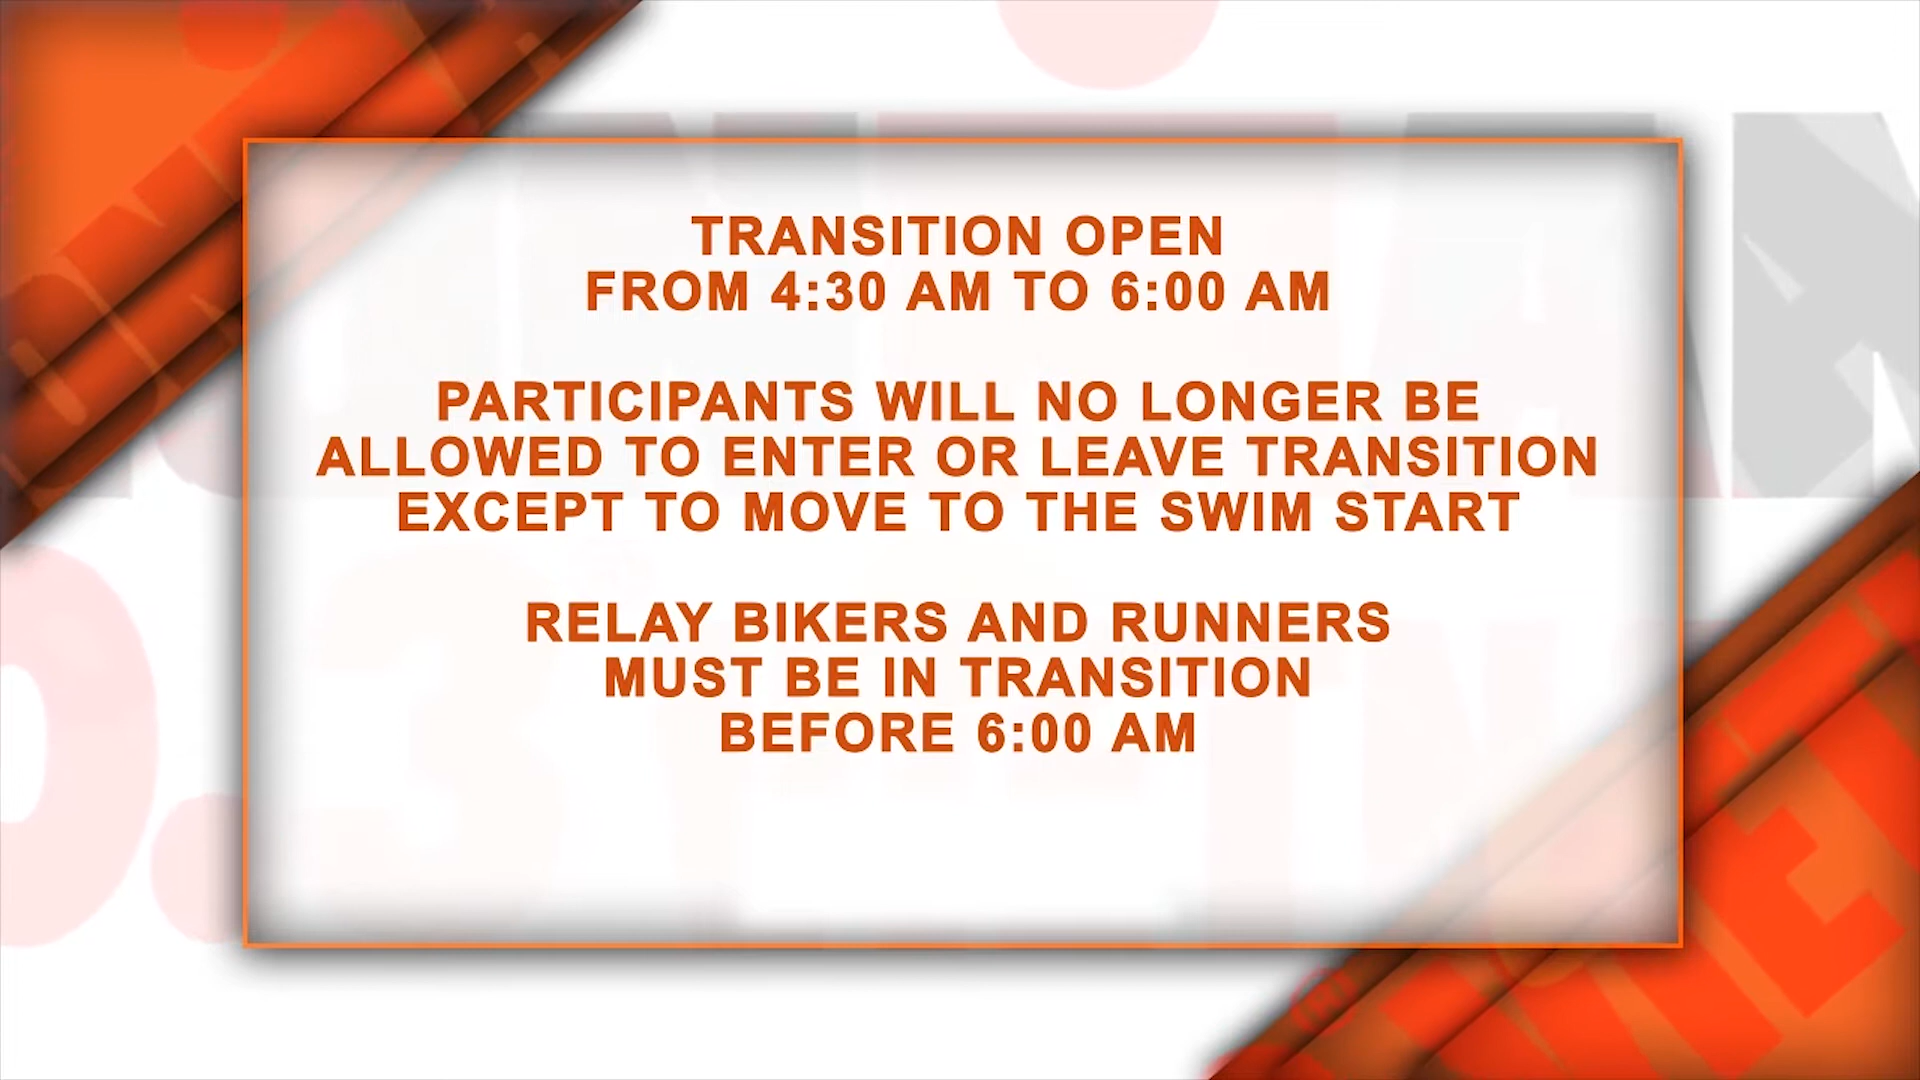 TRANSITION OPEN
FROM 4:30 AM TO 6:00 AM
PARTICIPANTS WILL NO LONGER BE
ALLOWED TO ENTER OR LEAVE TRANSITION
EXCEPT TO MOVE TO THE SWIM START
RELAY BIKERS AND RUNNERS
MUST BE IN TRANSITION
BEFORE 6:00 AM